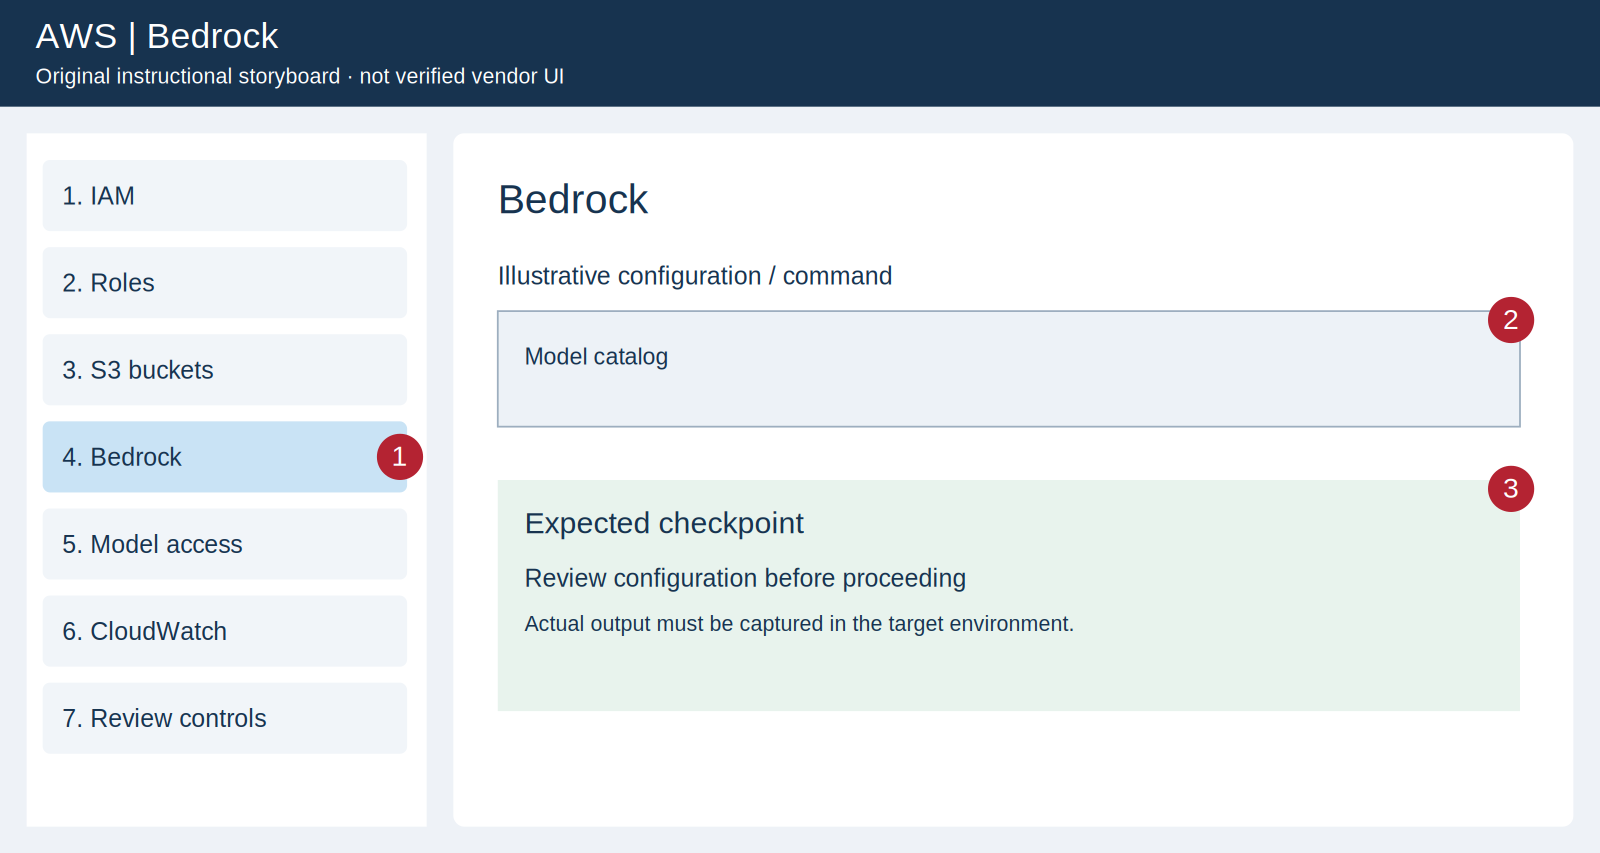 AWS | Bedrock
Original instructional storyboard · not verified vendor UI
1. IAM
2. Roles
3. S3 buckets
4. Bedrock
1
5. Model access
6. CloudWatch
7. Review controls
Bedrock
Illustrative configuration / command
2
Model catalog
3
Expected checkpoint
Review configuration before proceeding
Actual output must be captured in the target environment.